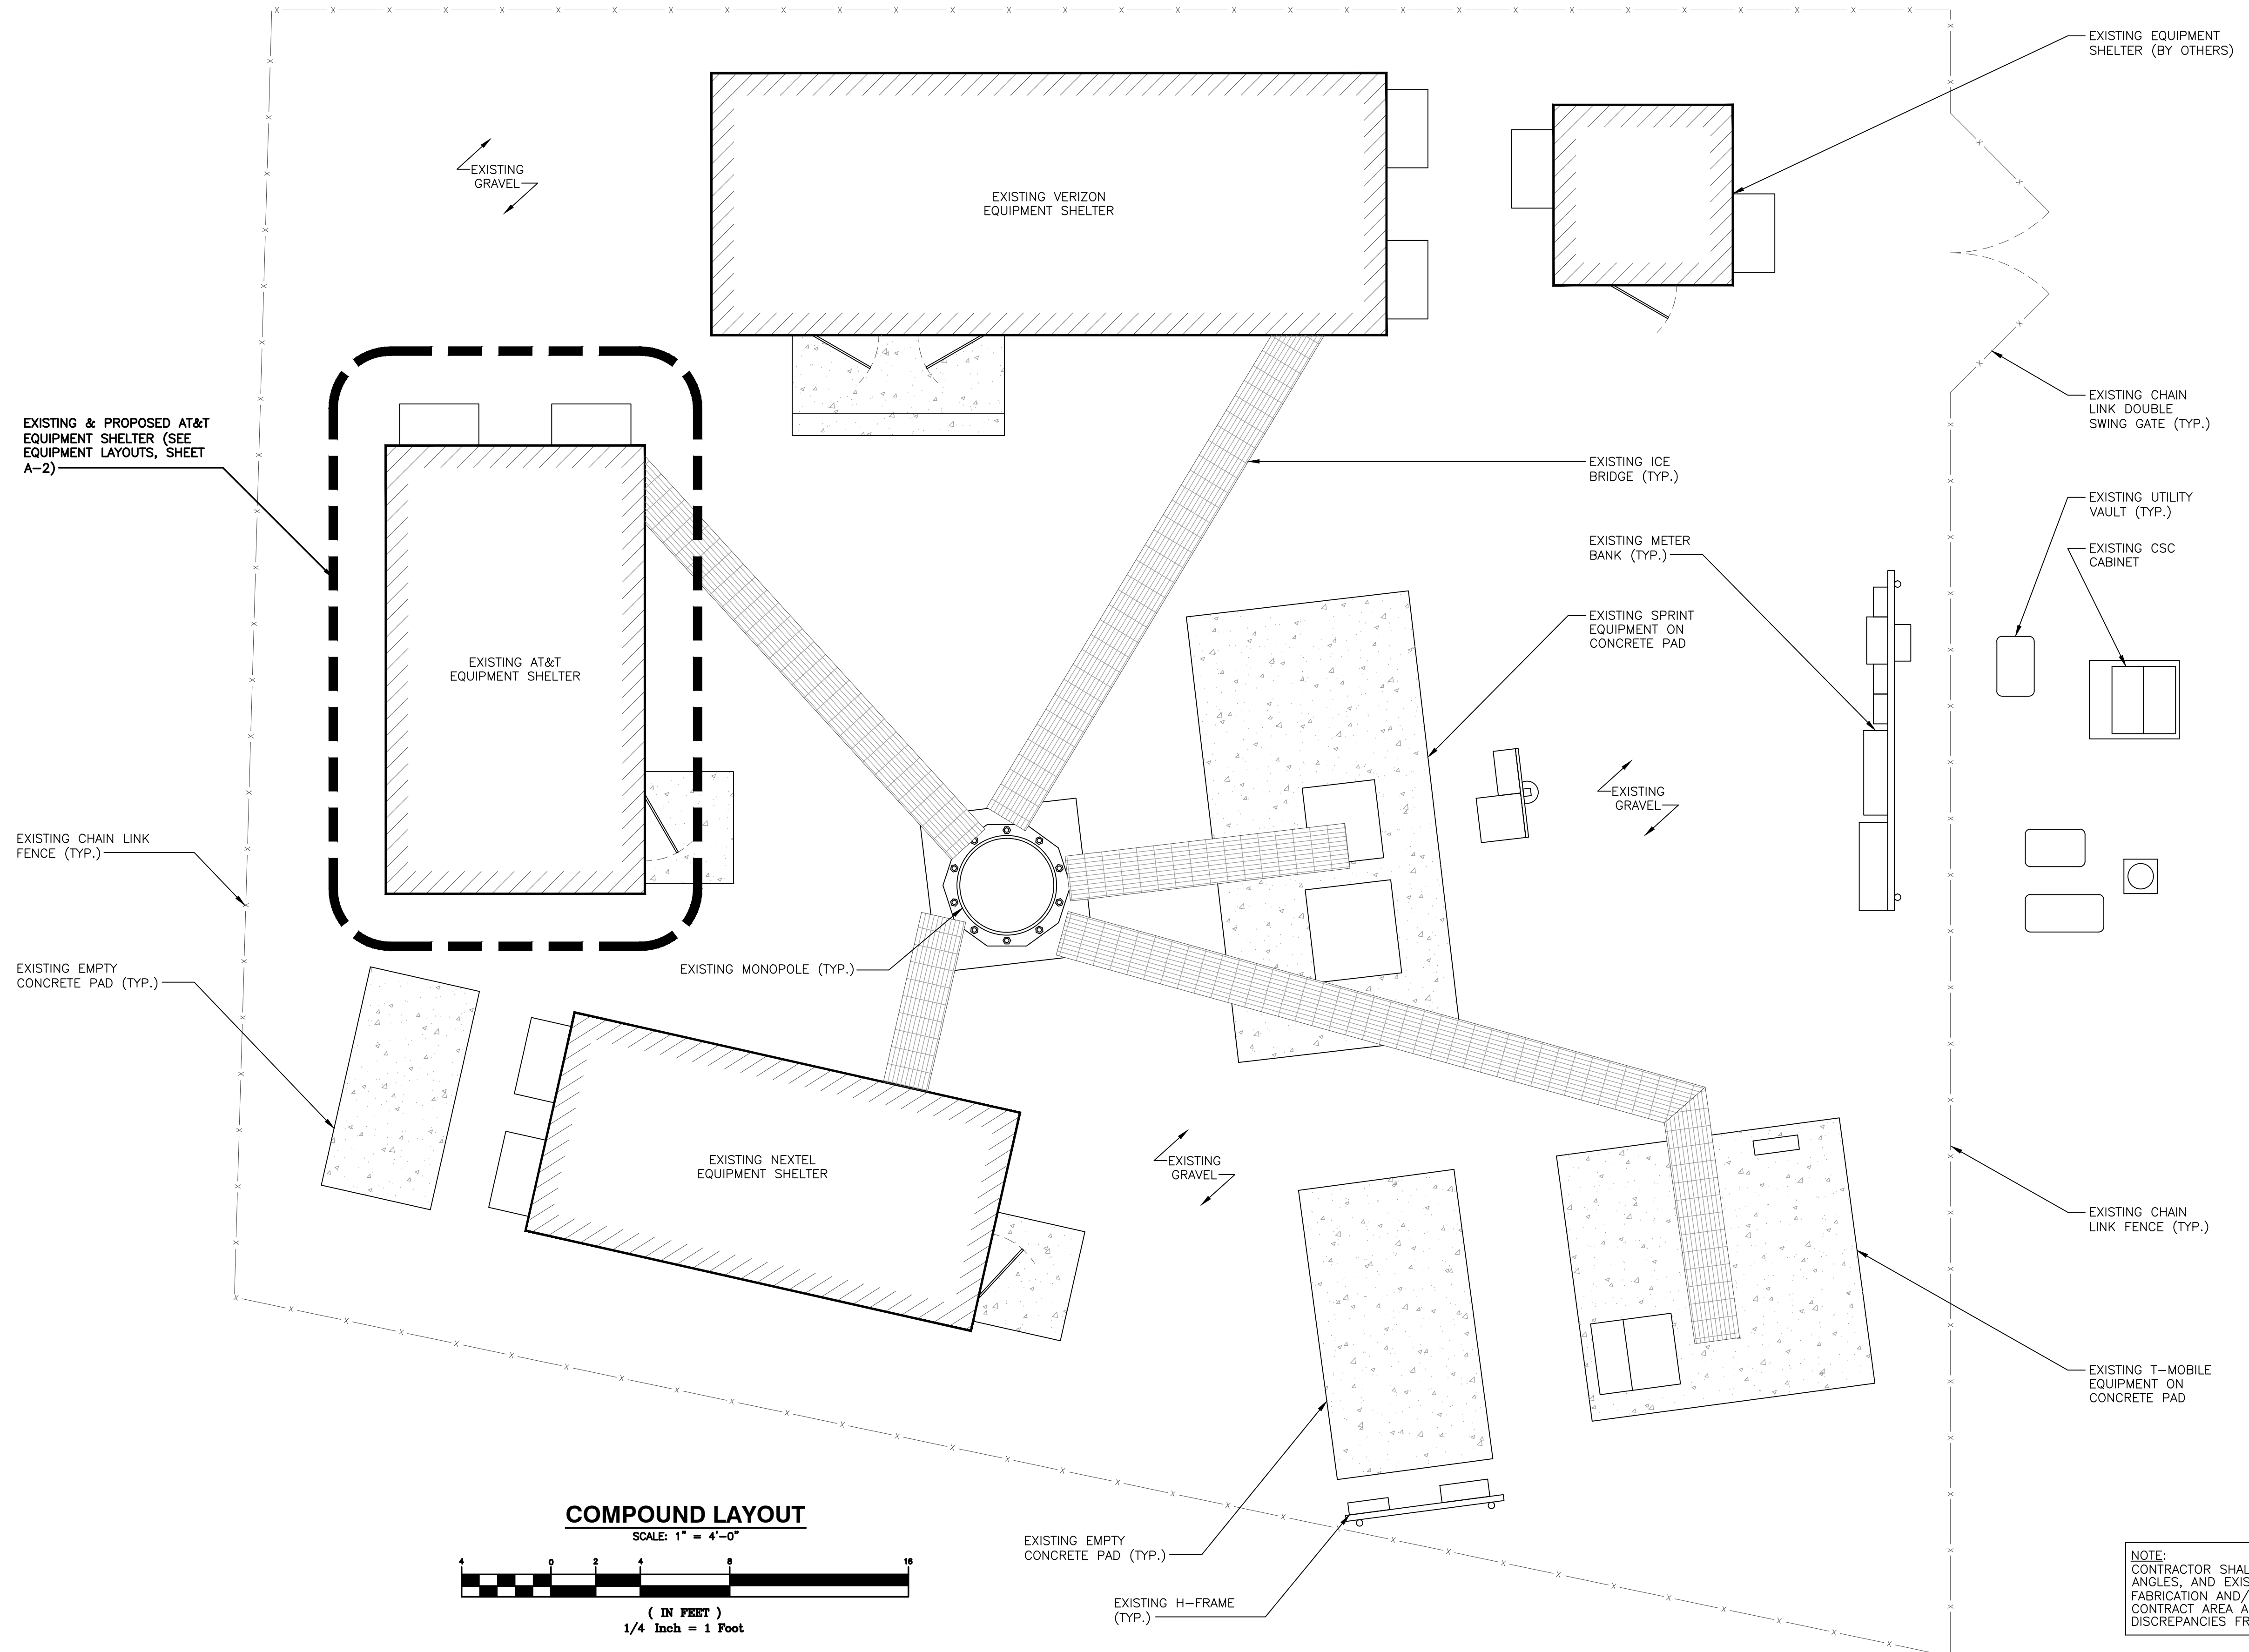 EXISTING EQUIPMENT
SHELTER (BY OTHERS)
EXISTING
GRAVEL
EXISTING VERIZON
EQUIPMENT SHELTER
EXISTING & PROPOSED AT&T
EQUIPMENT SHELTER (SEE
EQUIPMENT LAYOUTS, SHEET
A-2)
EXISTING CHAIN
LINK DOUBLE
SWING GATE (TYP.)
EXISTING ICE
BRIDGE (TYP.)
EXISTING UTILITY
VAULT (TYP.)
EXISTING METER
BANK (TYP.)
EXISTING CSC
CABINET
EXISTING SPRINT
EQUIPMENT ON
CONCRETE PAD
EXISTING AT&T
EQUIPMENT SHELTER
EXISTING
GRAVEL
EXISTING CHAIN LINK
FENCE (TYP.)
EXISTING EMPTY
CONCRETE PAD (TYP.)
EXISTING MONOPOLE (TYP.)
EXISTING NEXTEL
EQUIPMENT SHELTER
EXISTING
GRAVEL
EXISTING CHAIN
LINK FENCE (TYP.)
EXISTING T-MOBILE
EQUIPMENT ON
CONCRETE PAD
COMPOUND LAYOUT
SCALE: 1" = 4'-0"
4 0 2 4 8 16
( IN FEET )
1/4 Inch = 1 Foot
EXISTING EMPTY
CONCRETE PAD (TYP.)
EXISTING H-FRAME
(TYP.)
NOTE:
CONTRACTOR
ANGLES, AND
FABRICATION AND/
CONTRACT AREA
DISCREPANCIES